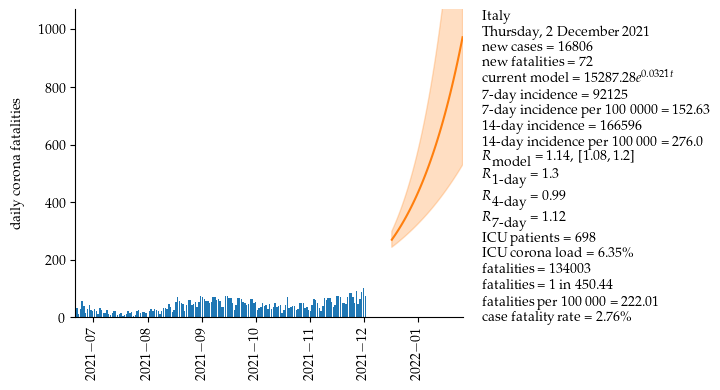 daily corona fatalities
1000
800
600
400
200
0
2021−07
2021−08
2021−09
2021−10
2021−11
2021−12
2022−01
Italy
Thursday, 2 December 2021
new cases = 16806
new fatalities = 72
current model = 15287.28e^0.0321t
7-day incidence = 92125
7-day incidence per 100 0000 = 152.63
14-day incidence = 166596
14-day incidence per 100 000 = 276.0
R_model = 1.14, [1.08, 1.2]
R_1-day = 1.3
R_4-day = 0.99
R_7-day = 1.12
ICU patients = 698
ICU corona load = 6.35%
fatalities = 134003
fatalities = 1 in 450.44
fatalities per 100 000 = 222.01
case fatality rate = 2.76%